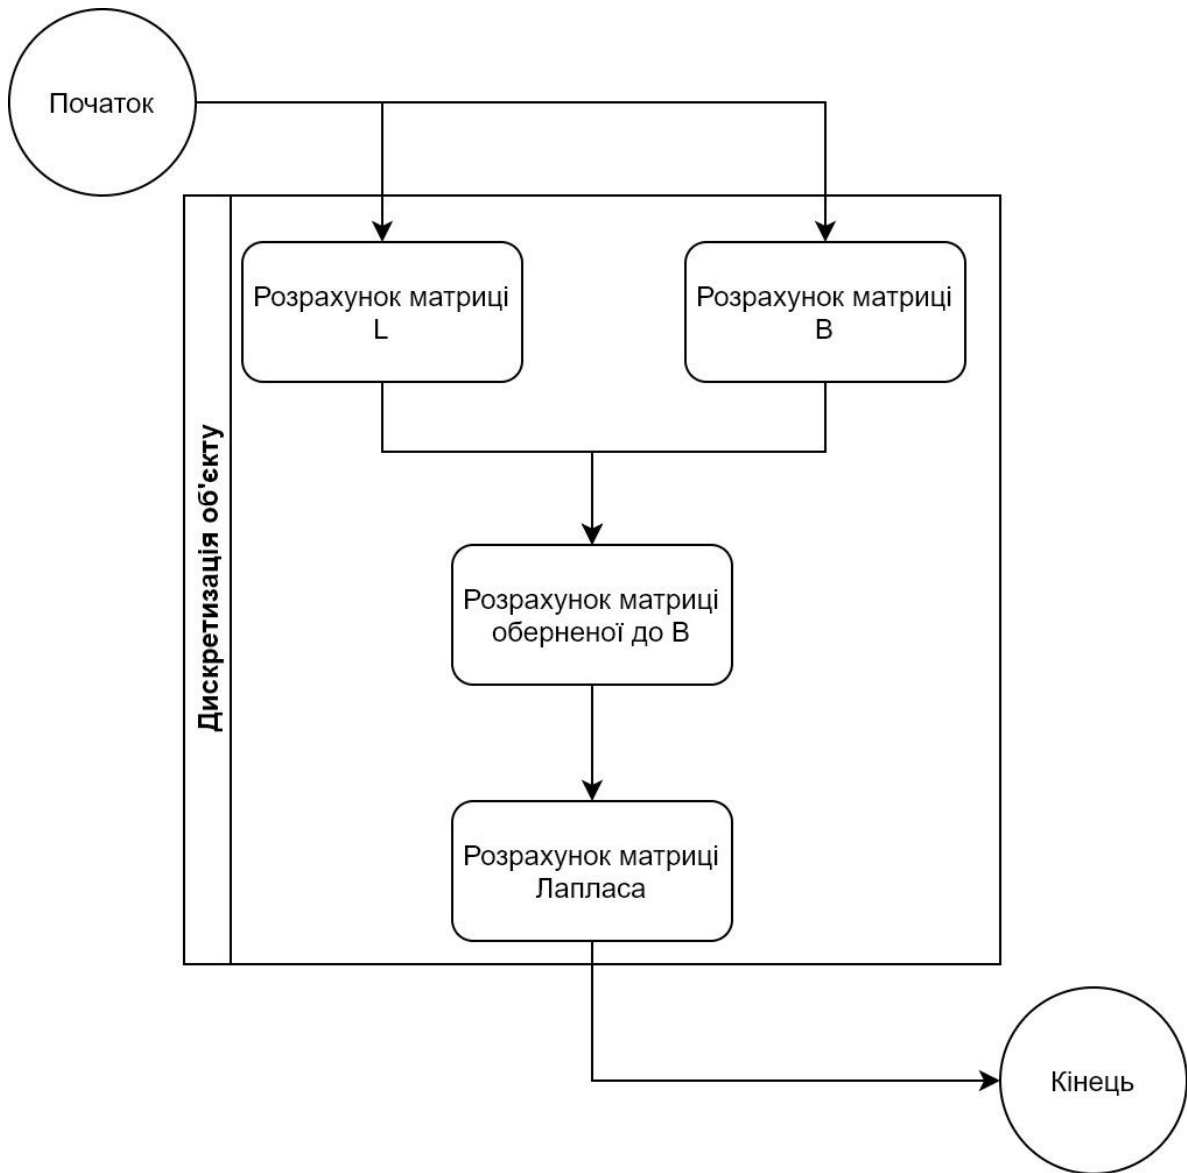 Початок
Розрахунок матриці
L
Розрахунок матриці
B
Дискретизація об'єкту
Розрахунок матриці
оберненої до B
Розрахунок матриці
Лапласа
Кінець